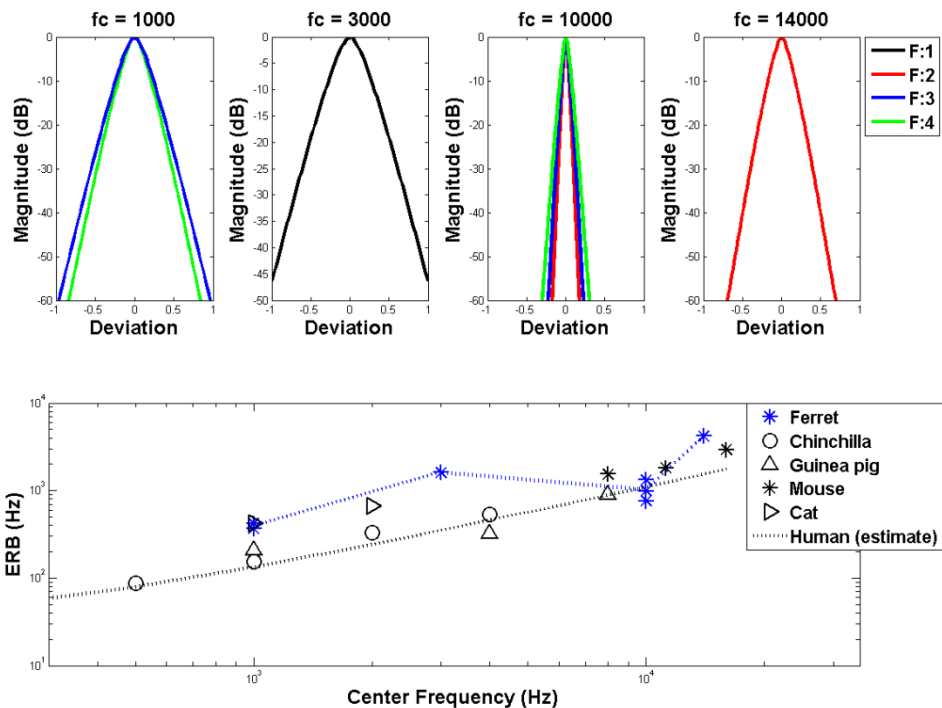 fc = 1000
fc = 3000
fc = 10000
fc = 14000
Magnitude (dB)
0
-10
-20
-30
-40
-50
-60
-1
-0.5
0
0.5
1
Deviation
Magnitude (dB)
0
-5
-10
-15
-20
-25
-30
-35
-40
-45
-50
-1
-0.5
0
0.5
1
Deviation
Magnitude (dB)
0
-10
-20
-30
-40
-50
-60
-1
-0.5
0
0.5
1
Deviation
Magnitude (dB)
0
-10
-20
-30
-40
-50
-60
-1
-0.5
0
0.5
1
Deviation
F:1
F:2
F:3
F:4
ERB (Hz)
10^4
10^3
10^2
10^1
10^3
10^4
Center Frequency (Hz)
Ferret
Chinchilla
Guinea pig
Mouse
Cat
Human (estimate)